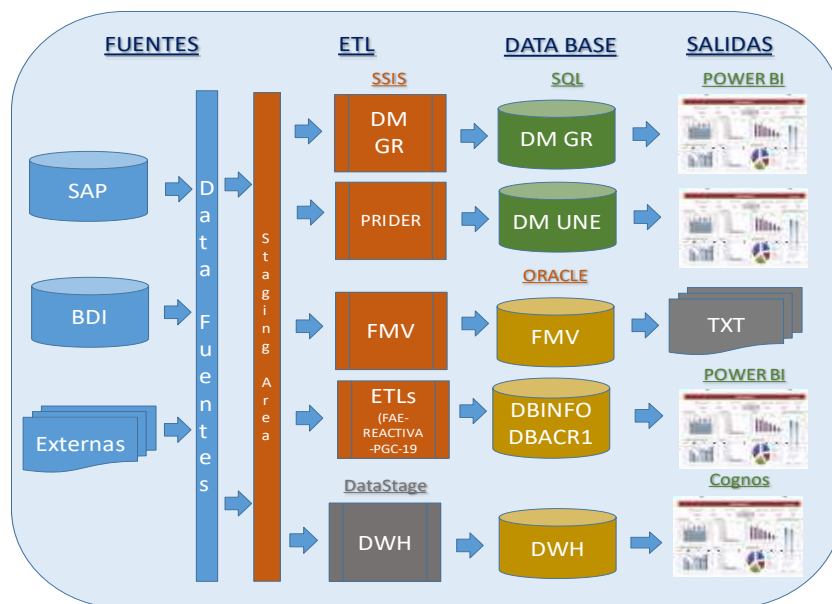 FUENTES
ETL
DATA BASE
SALIDAS
SSIS
SQL
POWER BI
SAP
BDI
Externas
Data Fuentes
Staging Area
DM
GR
DM GR
PRIDER
DM UNE
ORACLE
FMV
FMV
TXT
POWER BI
ETLs
(FAE-
REACTIVA
-PGC-19
DBINFO
DBACR1
DataStage
Cognos
DWH
DWH